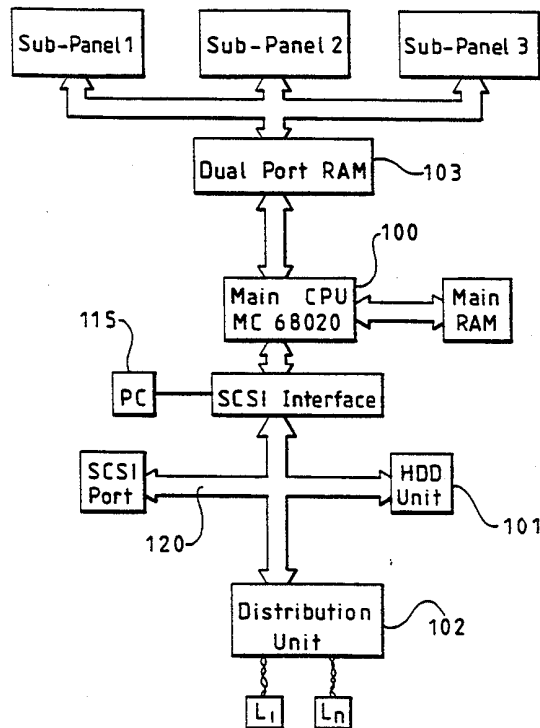 Sub-Panel 1
Sub-Panel 2
Sub-Panel 3
Dual Port RAM
103
100
Main CPU
MC 68020
Main
RAM
115
PC
SCSI Interface
SCSI
Port
HDD
Unit
120
101
Distribution
Unit
102
L1
Ln